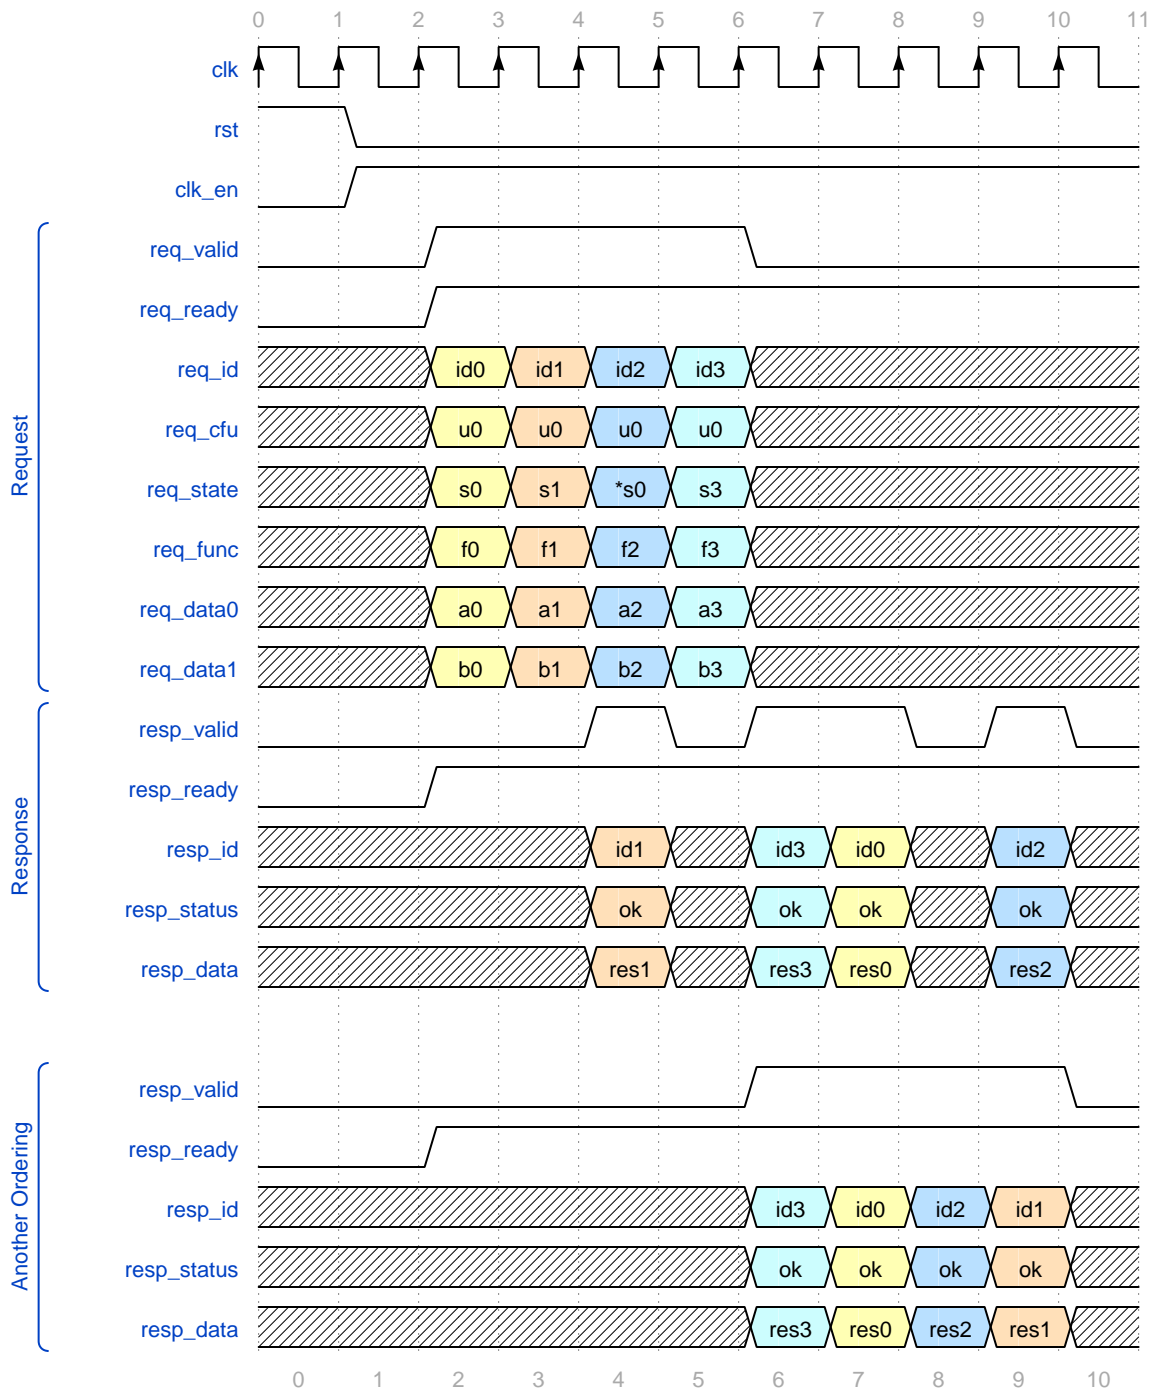 0 1 2 3 4 5 6 7 8 9 10 11
clk
rst
clk_en
Request
req_valid
req_ready
req_id id0 id1 id2 id3
req_cfu u0 u0 u0 u0
req_state s0 s1 *s0 s3
req_func f0 f1 f2 f3
req_data0 a0 a1 a2 a3
req_data1 b0 b1 b2 b3
Response
resp_valid
resp_ready
resp_id id1 id3 id0 id2
resp_status ok ok ok ok
resp_data res1 res3 res0 res2
Another Ordering
resp_valid
resp_ready
resp_id id3 id0 id2 id1
resp_status ok ok ok ok
resp_data res3 res0 res2 res1
0 1 2 3 4 5 6 7 8 9 10